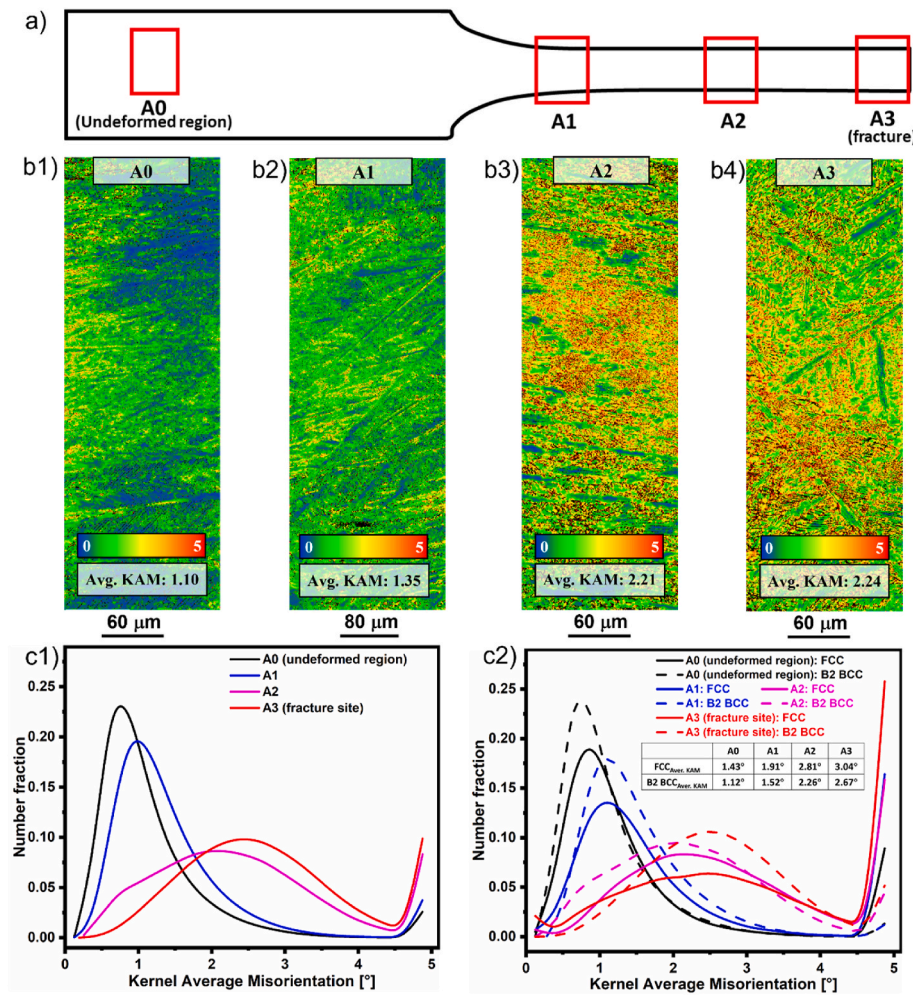 a)
A0
(Undeformed region)
A1
A2
A3
(fracture)
b1)
A0
b2)
A1
b3)
A2
b4)
A3
0 5
Avg. KAM: 1.10
0 5
Avg. KAM: 1.35
0 5
Avg. KAM: 2.21
0 5
Avg. KAM: 2.24
60 μm
80 μm
60 μm
60 μm
c1)
A0 (undeformed region)
A1
A2
A3 (fracture site)
0.25
0.20
0.15
0.10
0.05
0.00
Number fraction
0 1 2 3 4 5
Kernel Average Misorientation [°]
c2)
A0 (undeformed region): FCC
A0 (undeformed region): B2 BCC
A1: FCC A2: FCC
A1: B2 BCC A2: B2 BCC
A3 (fracture site): FCC
A3 (fracture site): B2 BCC
A0 A1 A2 A3
FCCAver. KAM 1.43° 1.91° 2.81° 3.04°
B2 BCCAver. KAM 1.12° 1.52° 2.26° 2.67°
0.25
0.20
0.15
0.10
0.05
0.00
Number fraction
0 1 2 3 4 5
Kernel Average Misorientation [°]